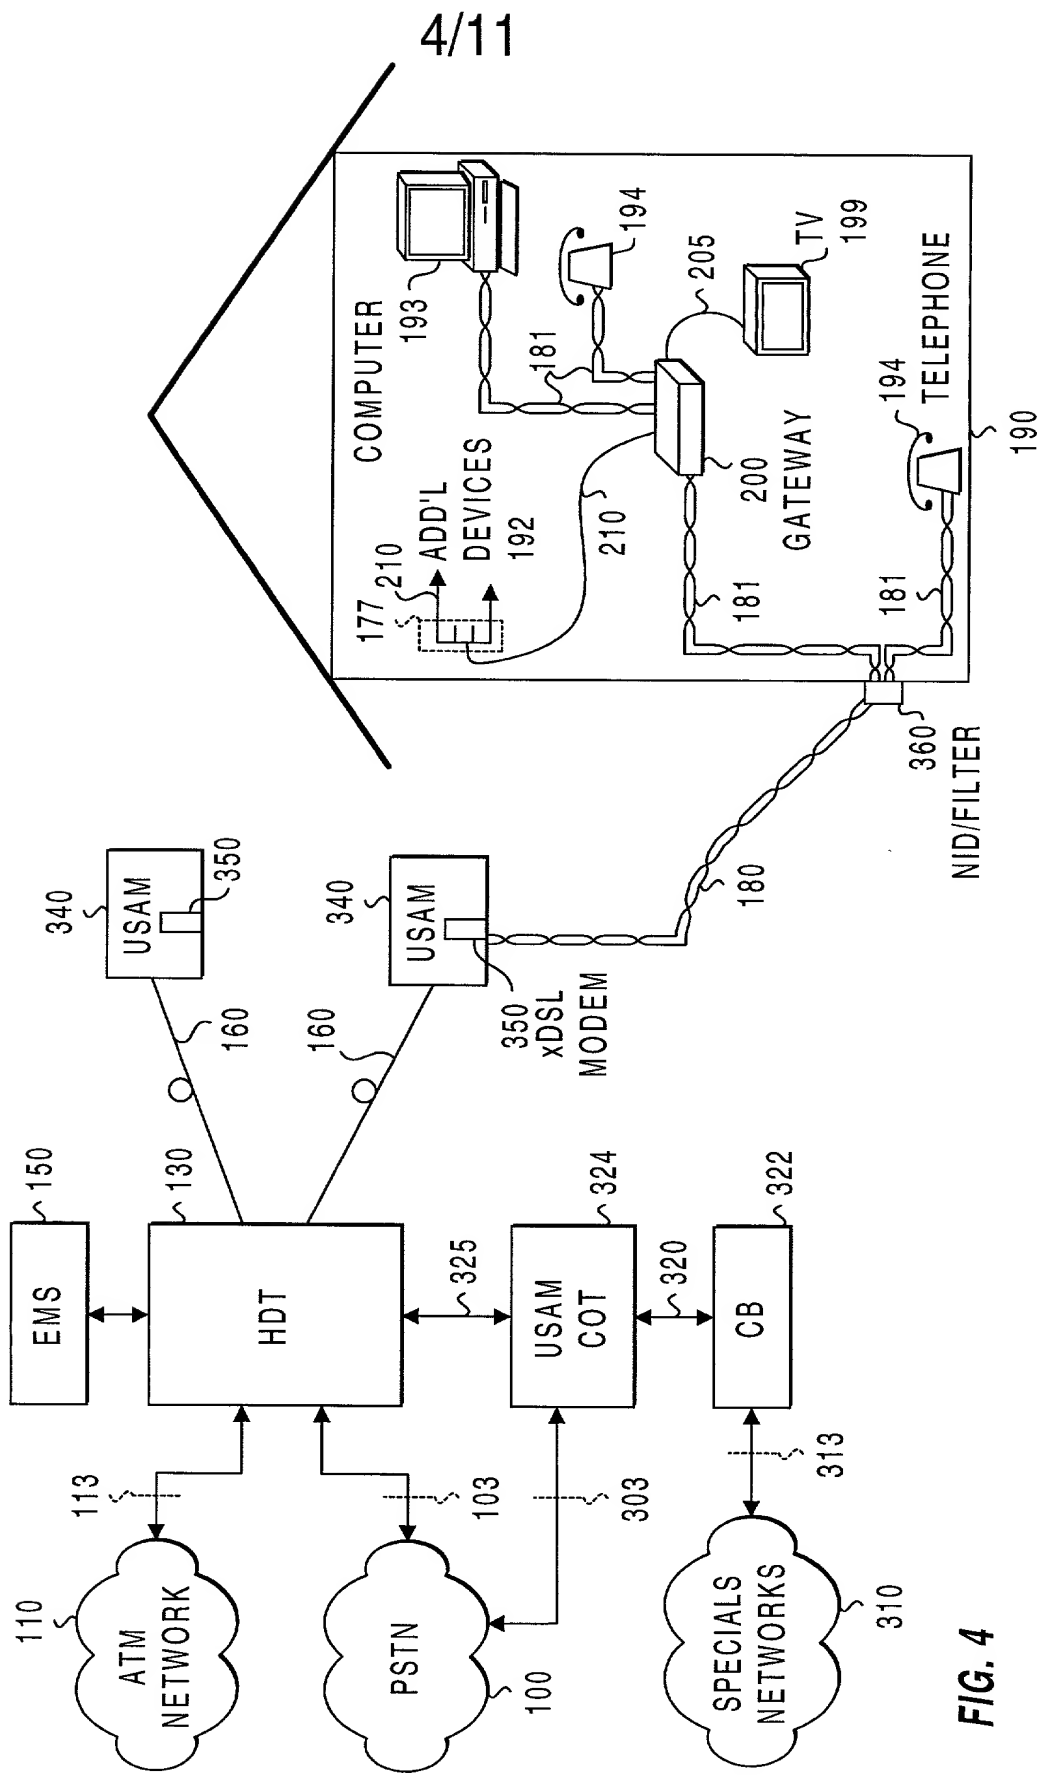 4/11
110
ATM
NETWORK
113
EMS
150
HDT
130
160
340
USAM
350
PSTN
100
103
303
325
USAM
COT
324
160
340
USAM
350
xDSL
MODEM
SPECIALS
NETWORKS
310
313
CB
322
320
180
360
NID/FILTER
177
210
ADD'L
DEVICES
192
210
COMPUTER
193
181
194
205
TV
199
200
GATEWAY
181
181
194
TELEPHONE
190
FIG. 4